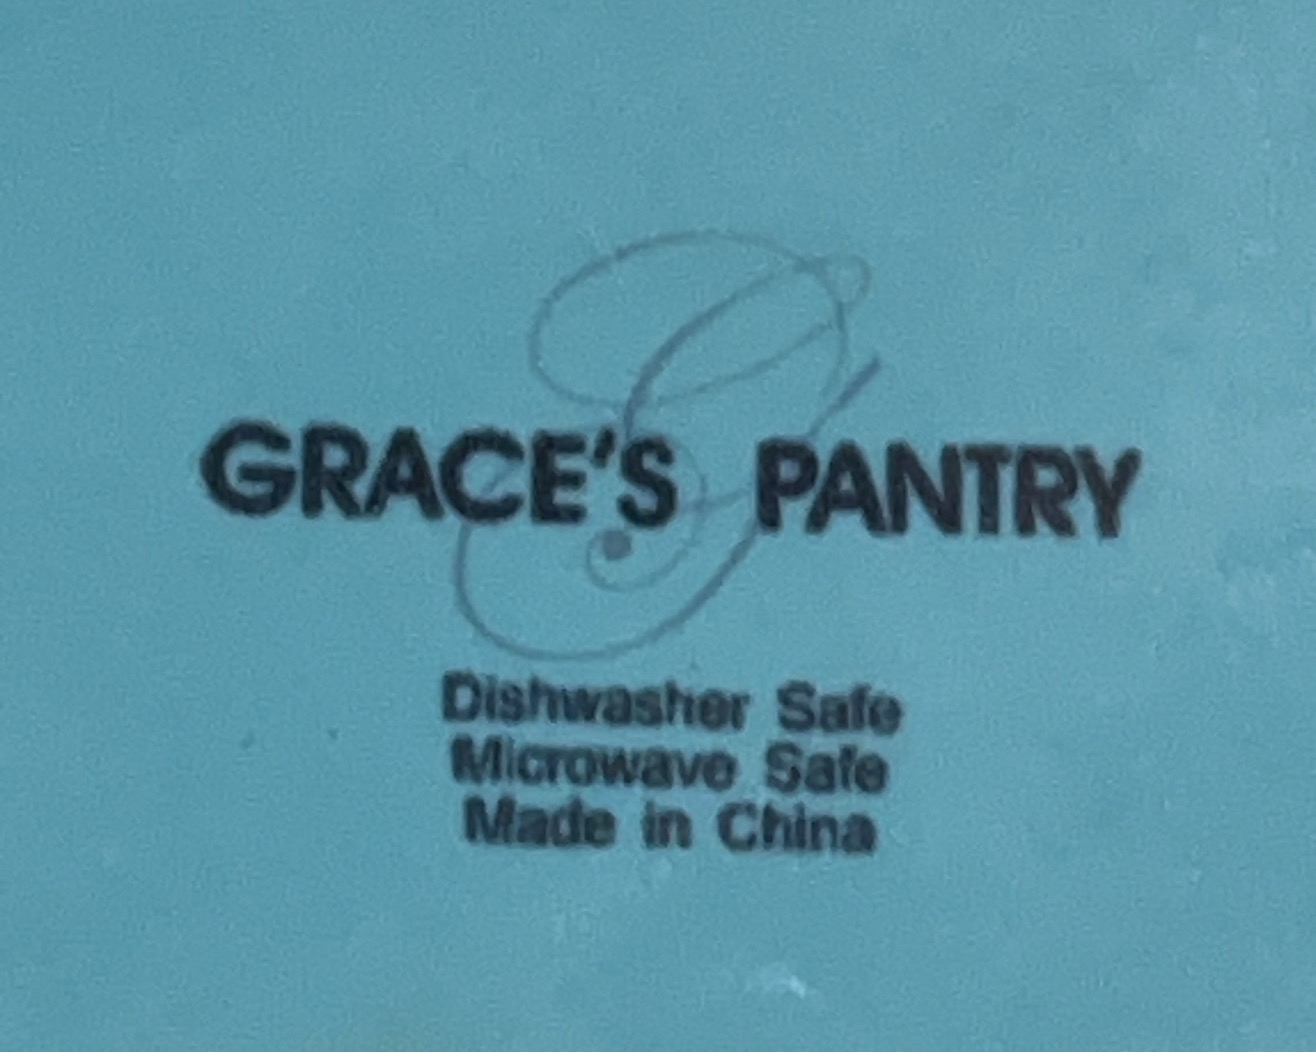 GRACE'S PANTRY
Dishwasher Safe
Microwave Safe
Made in China